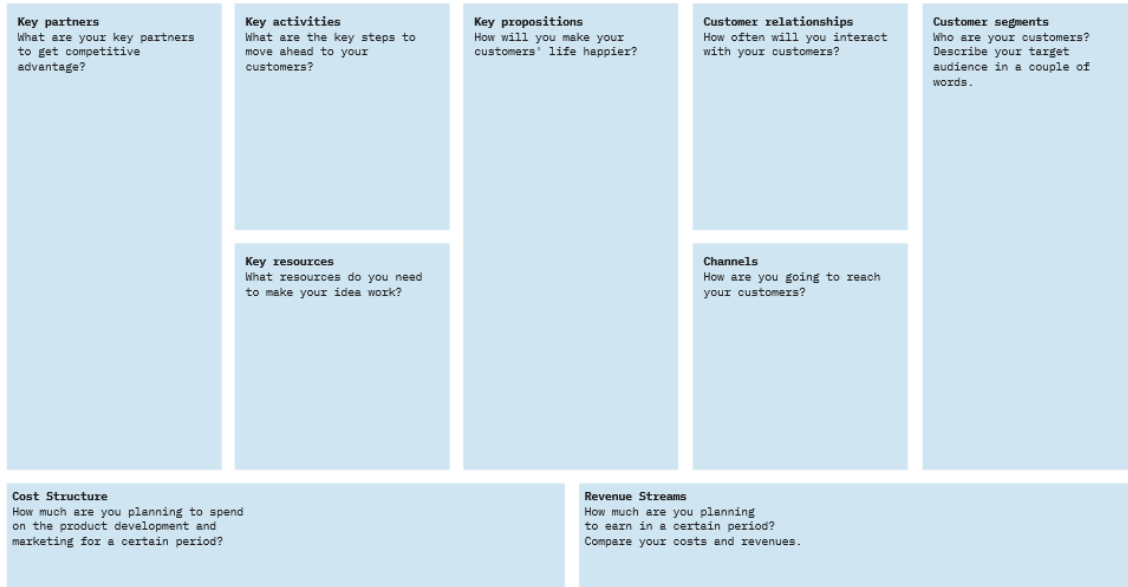 Key partners
What are your key partners
to get competitive
advantage?
Key activities
What are the key steps to
move ahead to your
customers?
Key resources
What resources do you need
to make your idea work?
Key propositions
How will you make your
customers' life happier?
Customer relationships
How often will you interact
with your customers?
Channels
How are you going to reach
your customers?
Customer segments
Who are your customers?
Describe your target
audience in a couple of
words.
Cost Structure
How much are you planning to spend
on the product development and
marketing for a certain period?
Revenue Streams
How much are you planning
to earn in a certain period?
Compare your costs and revenues.